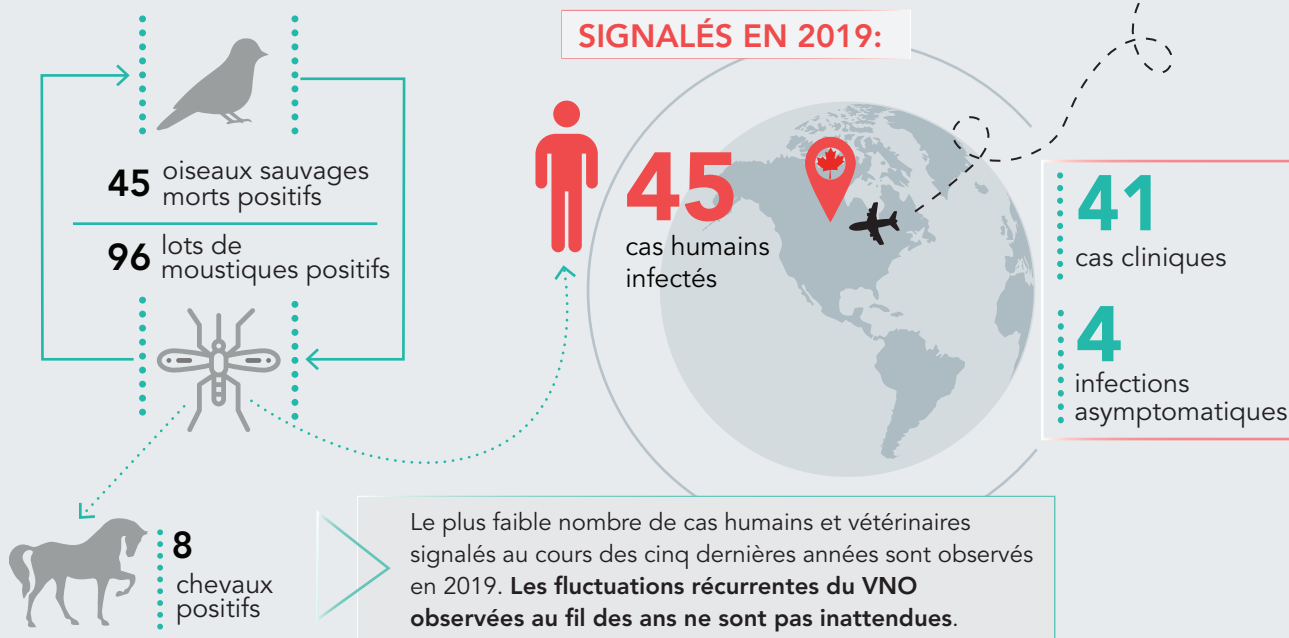 SIGNALÉS EN 2019:
45 oiseaux sauvages
morts positifs
96 lots de
moustiques positifs
45
cas humains
infectés
41
cas cliniques
4
infections
asymptomatiques
8
chevaux
positifs
Le plus faible nombre de cas humains et vétérinaires
signalés au cours des cinq dernières années sont observés
en 2019. Les fluctuations récurrentes du VNO
observées au fil des ans ne sont pas inattendues.